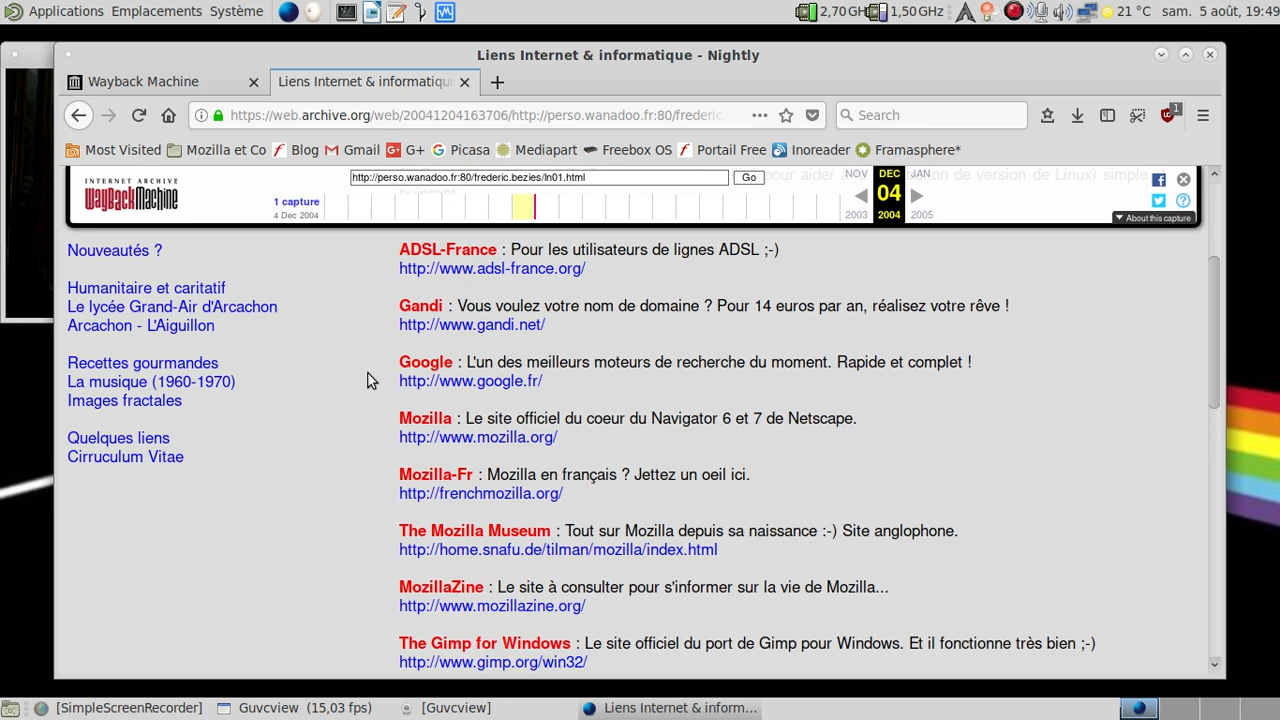 Applications Emplacements Système 2,70 GH 1,50 GHz 21 °C sam. 5 août, 19:49
Liens Internet & informatique - Nightly
Wayback Machine Liens Internet & informatique
https://web.archive.org/web/20041204163706/http://perso.wanadoo.fr:80/frederic. Search 1
Most Visited Mozilla et Co Blog Gmail G+ Picasa Mediapart Freebox OS Portail Free Inoreader Framasphere*
INTERNET ARCHIVE
WayBackMachine
http://perso.wanadoo.fr:80/frederic.bezies/ln01.html Go
1 capture
4 Dec 2004
NOV DEC JAN
04
2003 2004 2005
About this capture
Nouveautés ?
Humanitaire et caritatif
Le lycée Grand-Air d'Arcachon
Arcachon - L'Aiguillon
Recettes gourmandes
La musique (1960-1970)
Images fractales
Quelques liens
Cirruculum Vitae
ADSL-France : Pour les utilisateurs de lignes ADSL ;-)
http://www.adsl-france.org/
Gandi : Vous voulez votre nom de domaine ? Pour 14 euros par an, réalisez votre rêve !
http://www.gandi.net/
Google : L'un des meilleurs moteurs de recherche du moment. Rapide et complet !
http://www.google.fr/
Mozilla : Le site officiel du coeur du Navigator 6 et 7 de Netscape.
http://www.mozilla.org/
Mozilla-Fr : Mozilla en français ? Jettez un oeil ici.
http://frenchmozilla.org/
The Mozilla Museum : Tout sur Mozilla depuis sa naissance :-) Site anglophone.
http://home.snafu.de/tilman/mozilla/index.html
MozillaZine : Le site à consulter pour s'informer sur la vie de Mozilla...
http://www.mozillazine.org/
The Gimp for Windows : Le site officiel du port de Gimp pour Windows. Et il fonctionne très bien ;-)
http://www.gimp.org/win32/
[SimpleScreenRecorder] Guvcview (15,03 fps) [Guvcview] Liens Internet & inform...